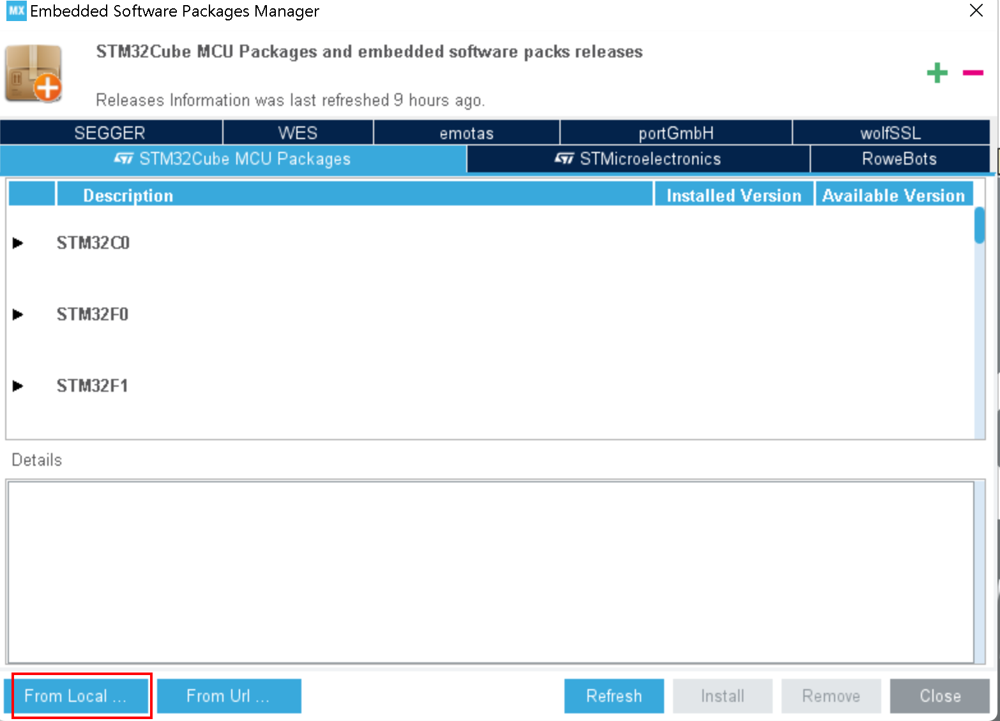 MX Embedded Software Packages Manager
STM32Cube MCU Packages and embedded software packs releases
Releases Information was last refreshed 9 hours ago.
SEGGER WES emotas portGmbH wolfSSL
ST STM32Cube MCU Packages ST STMicroelectronics RoweBots
Description Installed Version Available Version
STM32C0
STM32F0
STM32F1
Details
From Local ... From Url ... Refresh Install Remove Close